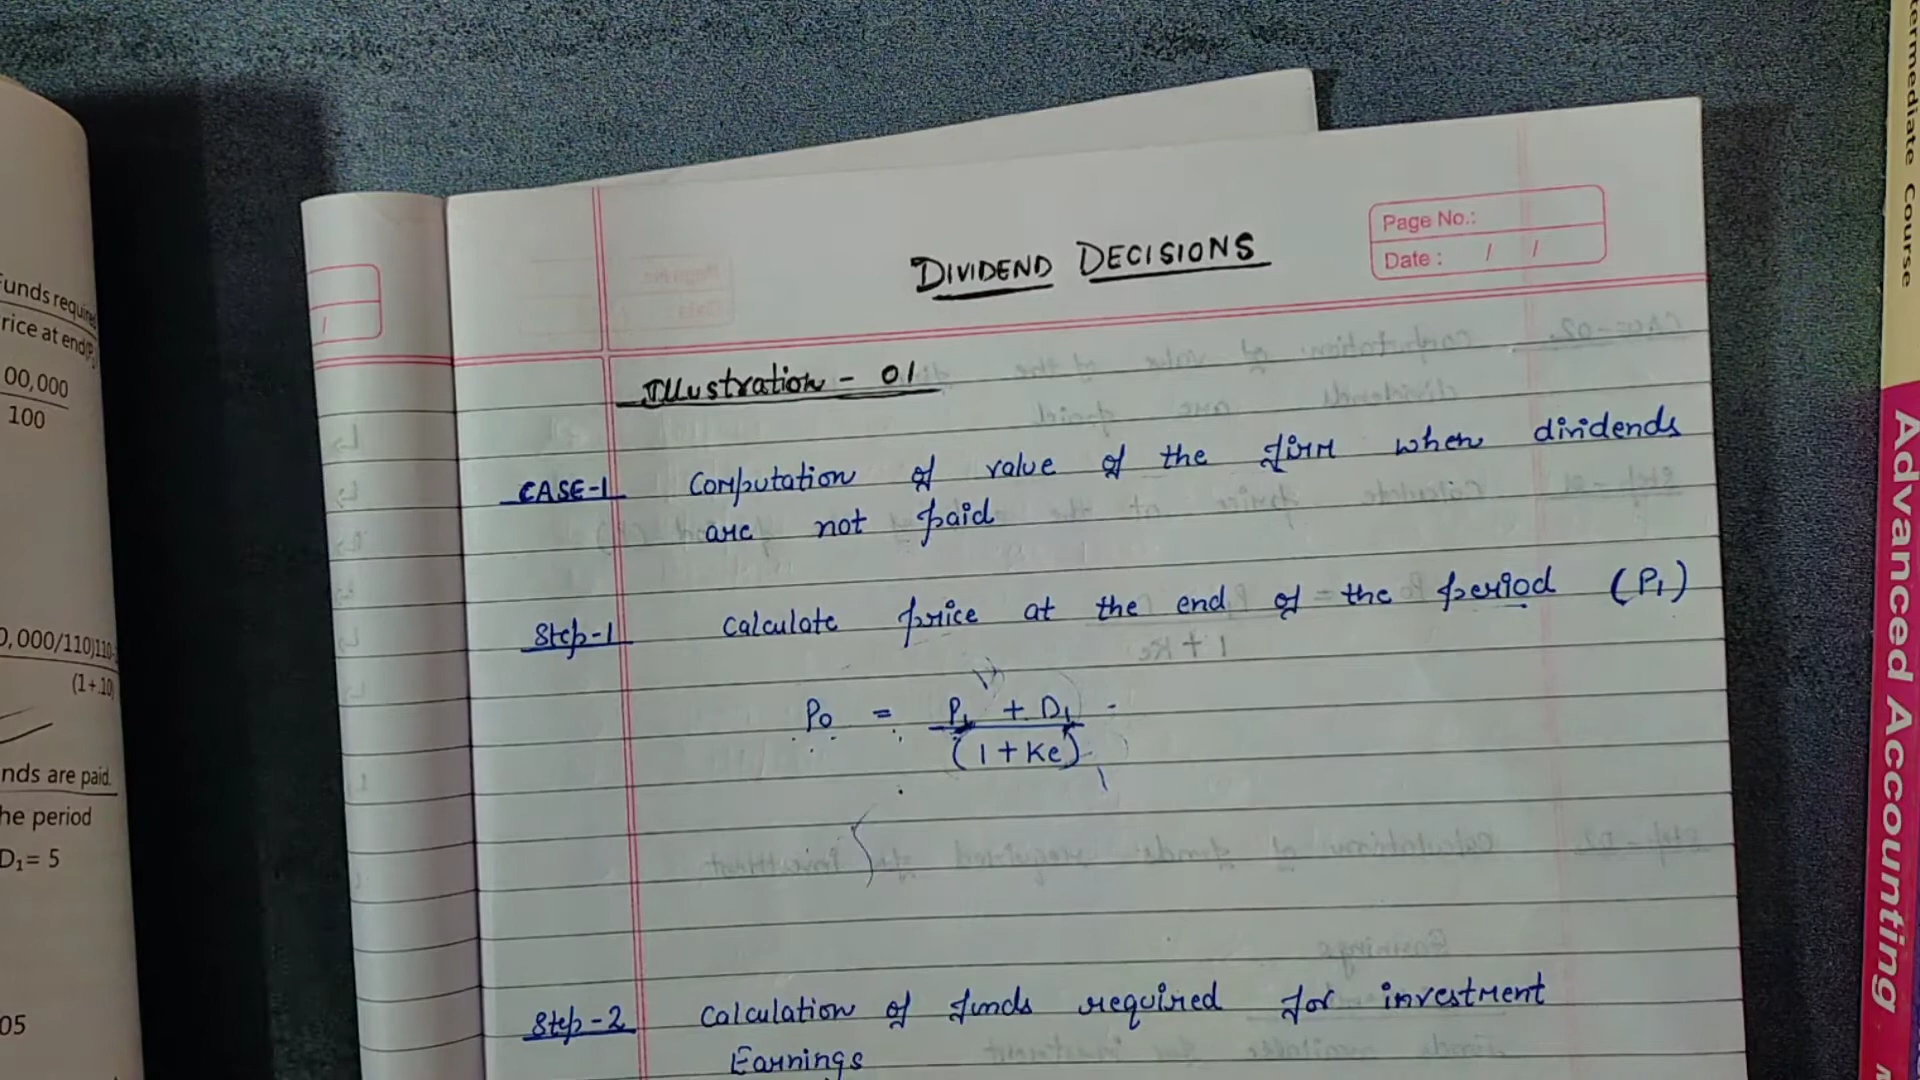 Funds required
rice at end(P
00,000
100
0,000/110)110
(1+.10)
nds are paid.
he period
D₁= 5
05
Page No.:
Date : / /
DIVIDEND DECISIONS
Illustration - 01
CASE-1 Computation of value of the firm when dividends
are not paid
Step-1 Calculate price at the end of the period (P₁)
P₀ = P₁ + D₁
(1 + Ke)
Step-2 Calculation of funds required for investment
Earnings
termediate Course
Advanced Accounting